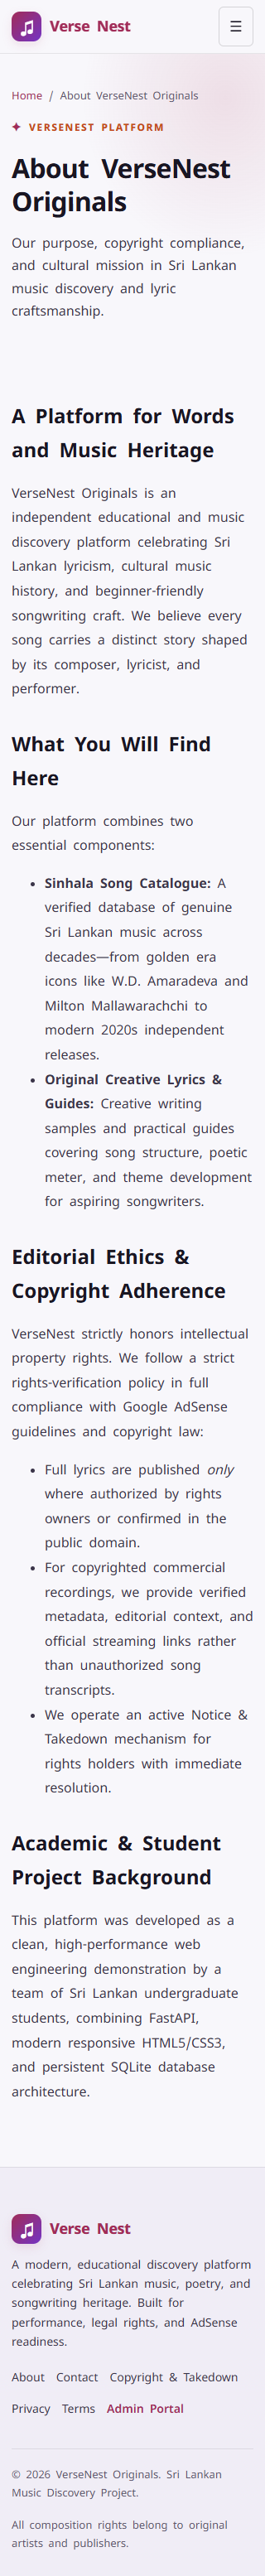 Verse Nest
☰
Home / About VerseNest Originals
✦ VERSENEST PLATFORM
About VerseNest
Originals
Our purpose, copyright compliance,
and cultural mission in Sri Lankan
music discovery and lyric
craftsmanship.
A Platform for Words
and Music Heritage
VerseNest Originals is an
independent educational and music
discovery platform celebrating Sri
Lankan lyricism, cultural music
history, and beginner-friendly
songwriting craft. We believe every
song carries a distinct story shaped
by its composer, lyricist, and
performer.
What You Will Find
Here
Our platform combines two
essential components:
• Sinhala Song Catalogue: A
verified database of genuine
Sri Lankan music across
decades—from golden era
icons like W.D. Amaradeva and
Milton Mallawarachchi to
modern 2020s independent
releases.
• Original Creative Lyrics &
Guides: Creative writing
samples and practical guides
covering song structure, poetic
meter, and theme development
for aspiring songwriters.
Editorial Ethics &
Copyright Adherence
VerseNest strictly honors intellectual
property rights. We follow a strict
rights-verification policy in full
compliance with Google AdSense
guidelines and copyright law:
• Full lyrics are published only
where authorized by rights
owners or confirmed in the
public domain.
• For copyrighted commercial
recordings, we provide verified
metadata, editorial context, and
official streaming links rather
than unauthorized song
transcripts.
• We operate an active Notice &
Takedown mechanism for
rights holders with immediate
resolution.
Academic & Student
Project Background
This platform was developed as a
clean, high-performance web
engineering demonstration by a
team of Sri Lankan undergraduate
students, combining FastAPI,
modern responsive HTML5/CSS3,
and persistent SQLite database
architecture.
Verse Nest
A modern, educational discovery platform
celebrating Sri Lankan music, poetry, and
songwriting heritage. Built for
performance, legal rights, and AdSense
readiness.
About Contact Copyright & Takedown
Privacy Terms Admin Portal
© 2026 VerseNest Originals. Sri Lankan
Music Discovery Project.
All composition rights belong to original
artists and publishers.